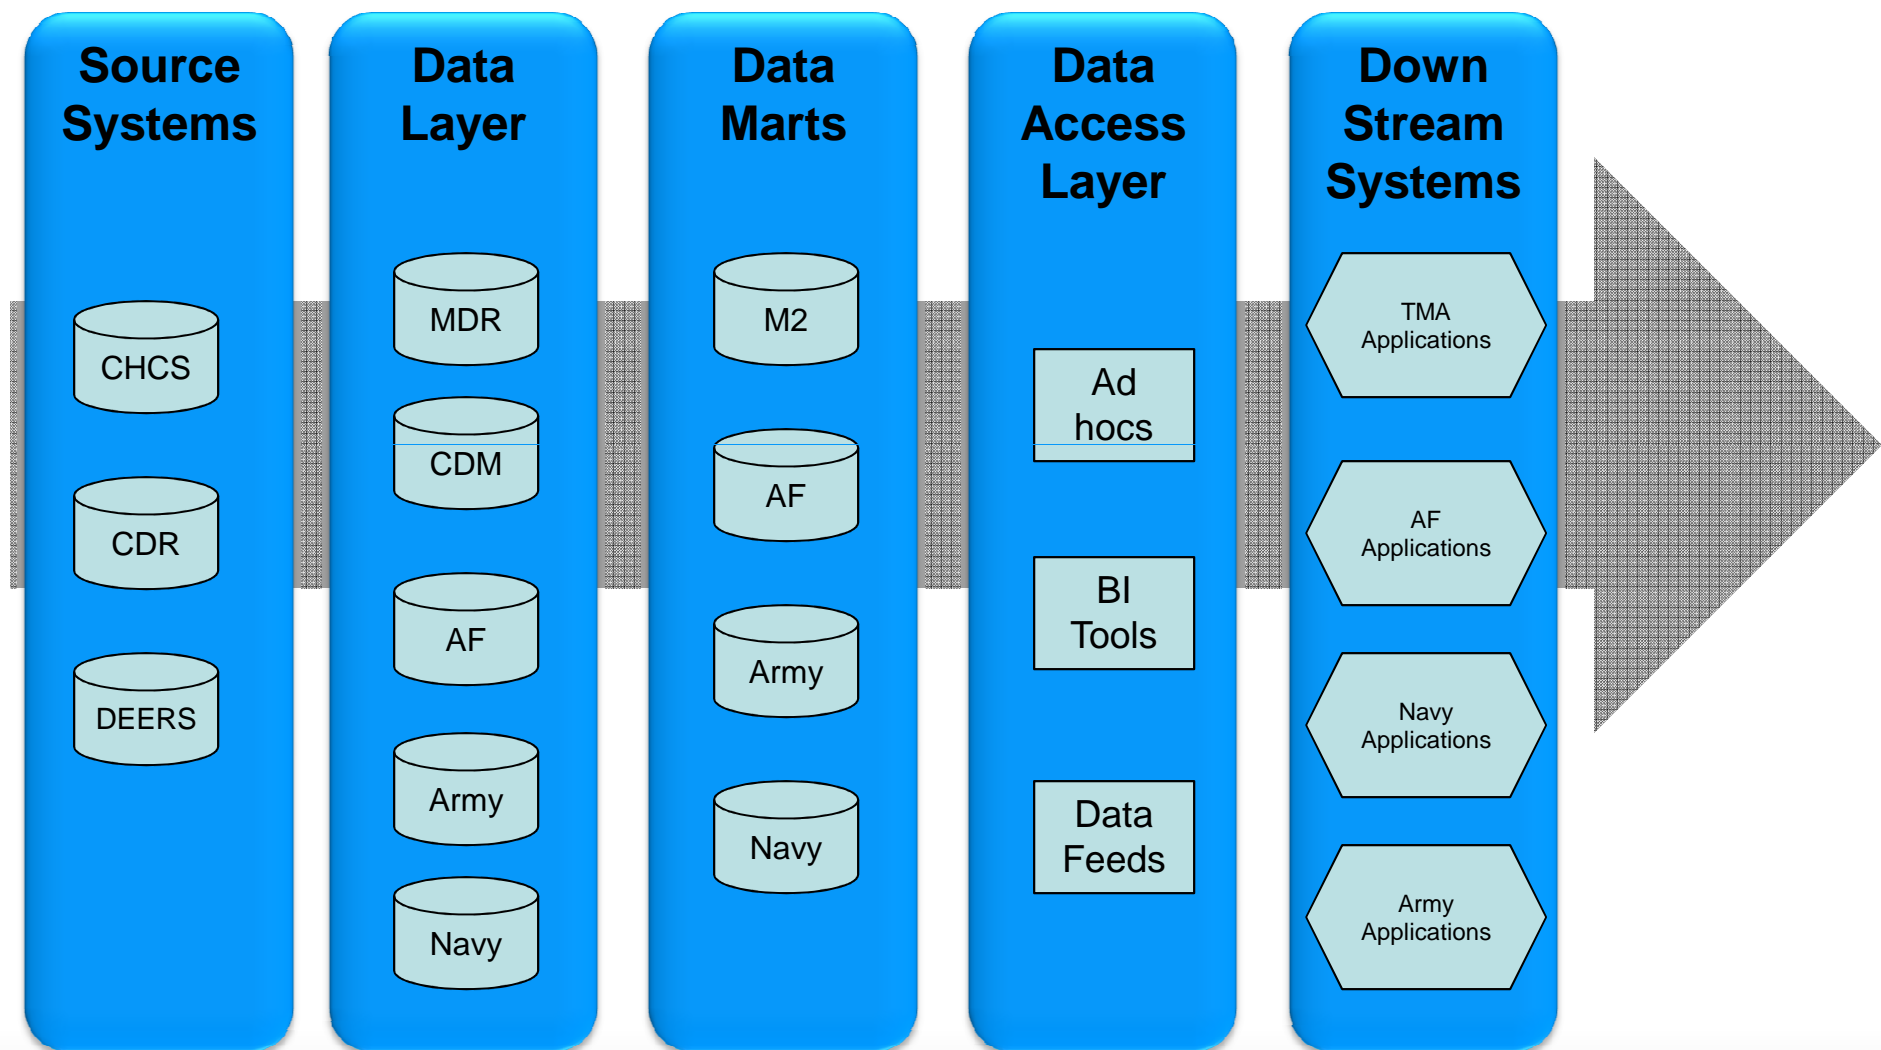 Source
Systems
CHCS
CDR
DEERS
Data
Layer
MDR
CDM
AF
Army
Navy
Data
Marts
M2
AF
Army
Navy
Data
Access
Layer
Ad
hocs
BI
Tools
Data
Feeds
Down
Stream
Systems
TMA
Applications
AF
Applications
Navy
Applications
Army
Applications